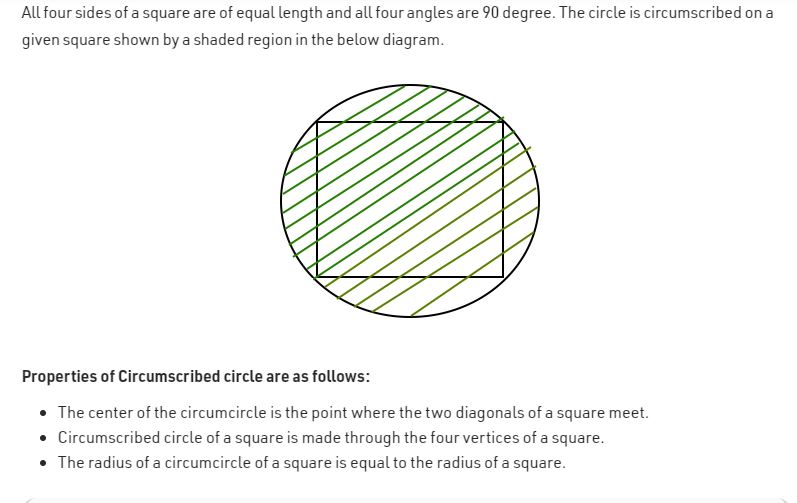 All four sides of a square are of equal length and all four angles are 90 degree. The circle is circumscribed on a
given square shown by a shaded region in the below diagram.
Properties of Circumscribed circle are as follows:
• The center of the circumcircle is the point where the two diagonals of a square meet.
• Circumscribed circle of a square is made through the four vertices of a square.
• The radius of a circumcircle of a square is equal to the radius of a square.